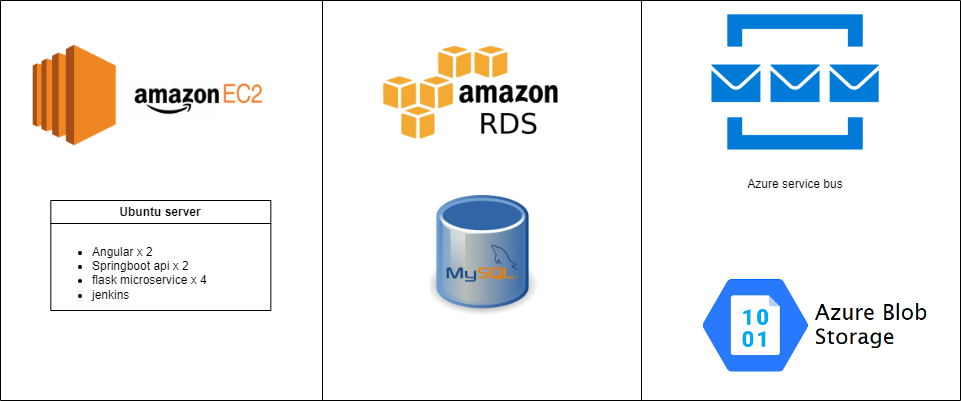 amazon EC2
Ubuntu server
Angular x 2
Springboot api x 2
flask microservice x 4
jenkins
amazon
RDS
MySQL
Azure service bus
10
01
Azure Blob
Storage